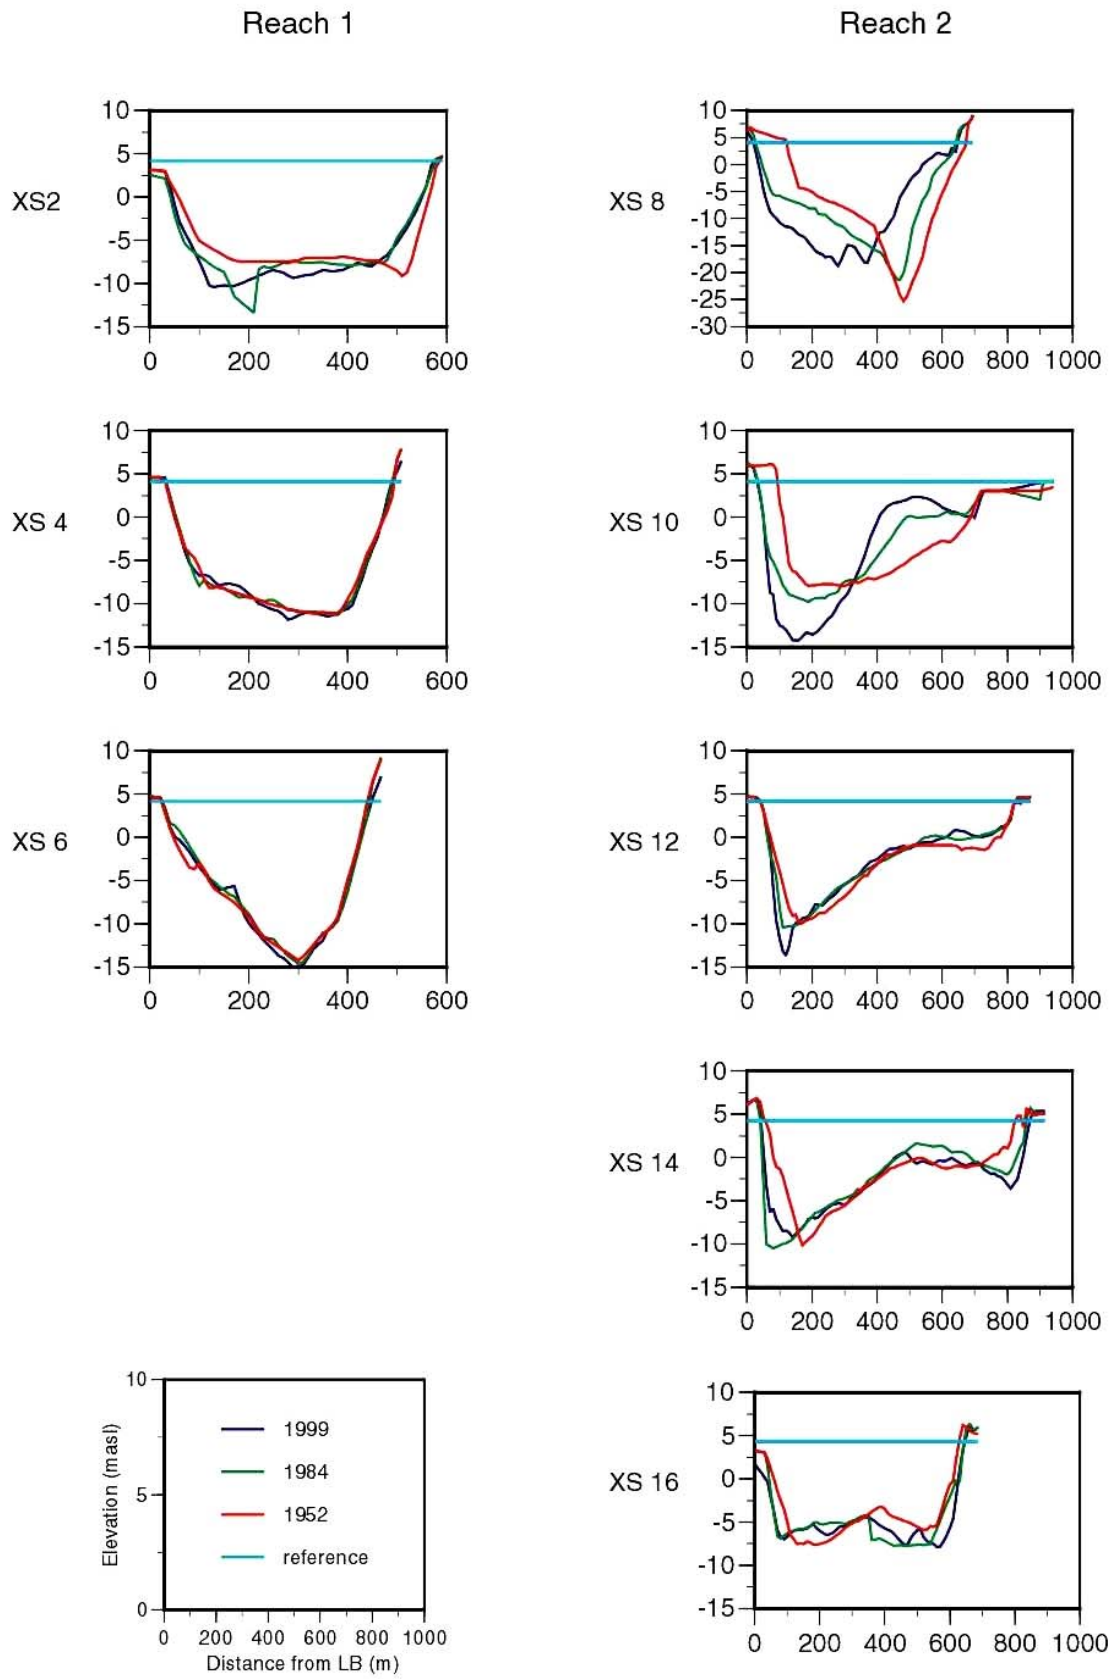 Reach 1 Reach 2
10 5 0 -5 -10 -15
XS2
0 200 400 600
10 5 0 -5 -10 -15 -20 -25 -30
XS 8
0 200 400 600 800 1000
10 5 0 -5 -10 -15
XS 4
0 200 400 600
10 5 0 -5 -10 -15
XS 10
0 200 400 600 800 1000
10 5 0 -5 -10 -15
XS 6
0 200 400 600
10 5 0 -5 -10 -15
XS 12
0 200 400 600 800 1000
10 5 0 -5 -10 -15
XS 14
0 200 400 600 800 1000
10 5 0
Elevation (masl)
1999
1984
1952
reference
0 200 400 600 800 1000
Distance from LB (m)
10 5 0 -5 -10 -15
XS 16
0 200 400 600 800 1000